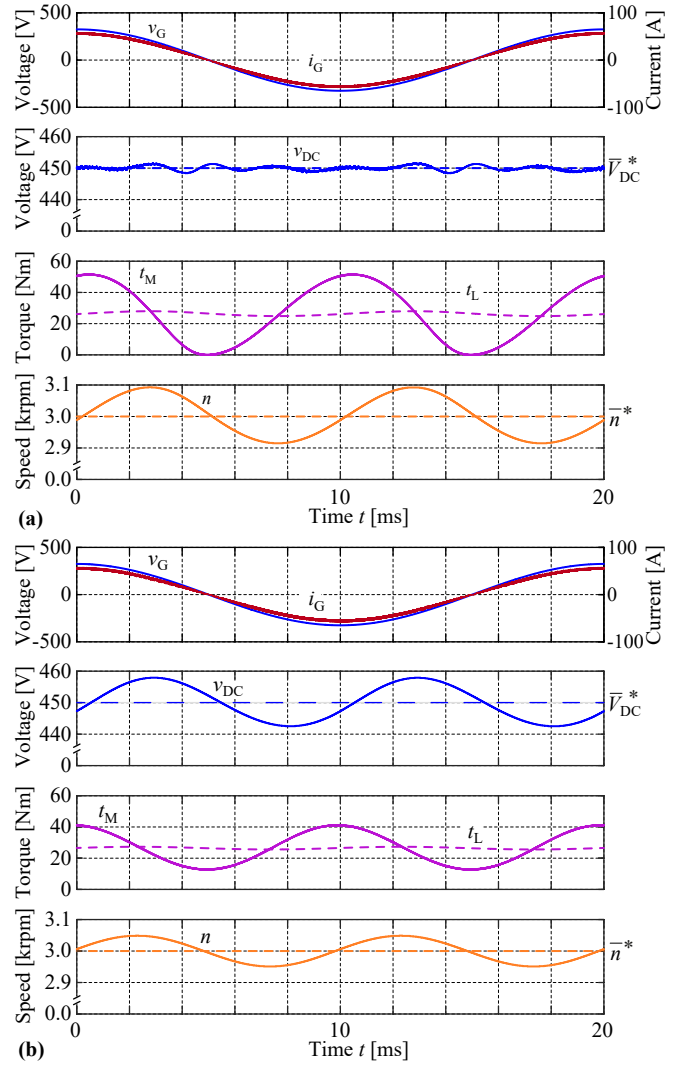 Voltage [V]
500
0
-500
v_G
i_G
100
0
-100
Current [A]
Voltage [V]
460
450
440
0
v_DC
V̅_DC*
Torque [Nm]
60
40
20
0
t_M
t_L
Speed [krpm]
3.1
3.0
2.9
0.0
n
n̅*
0
10
20
Time t [ms]
(a)
Voltage [V]
500
0
-500
v_G
i_G
100
0
-100
Current [A]
Voltage [V]
460
450
440
0
v_DC
V̅_DC*
Torque [Nm]
60
40
20
0
t_M
t_L
Speed [krpm]
3.1
3.0
2.9
0.0
n
n̅*
0
10
20
Time t [ms]
(b)